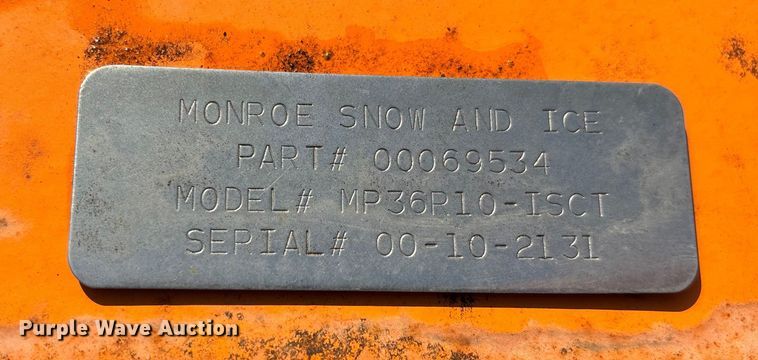 MONROE SNOW AND ICE
PART# 00069534
MODEL# MP36R10-ISCT
SERIAL# 00-10-2131
Purple Wave Auction